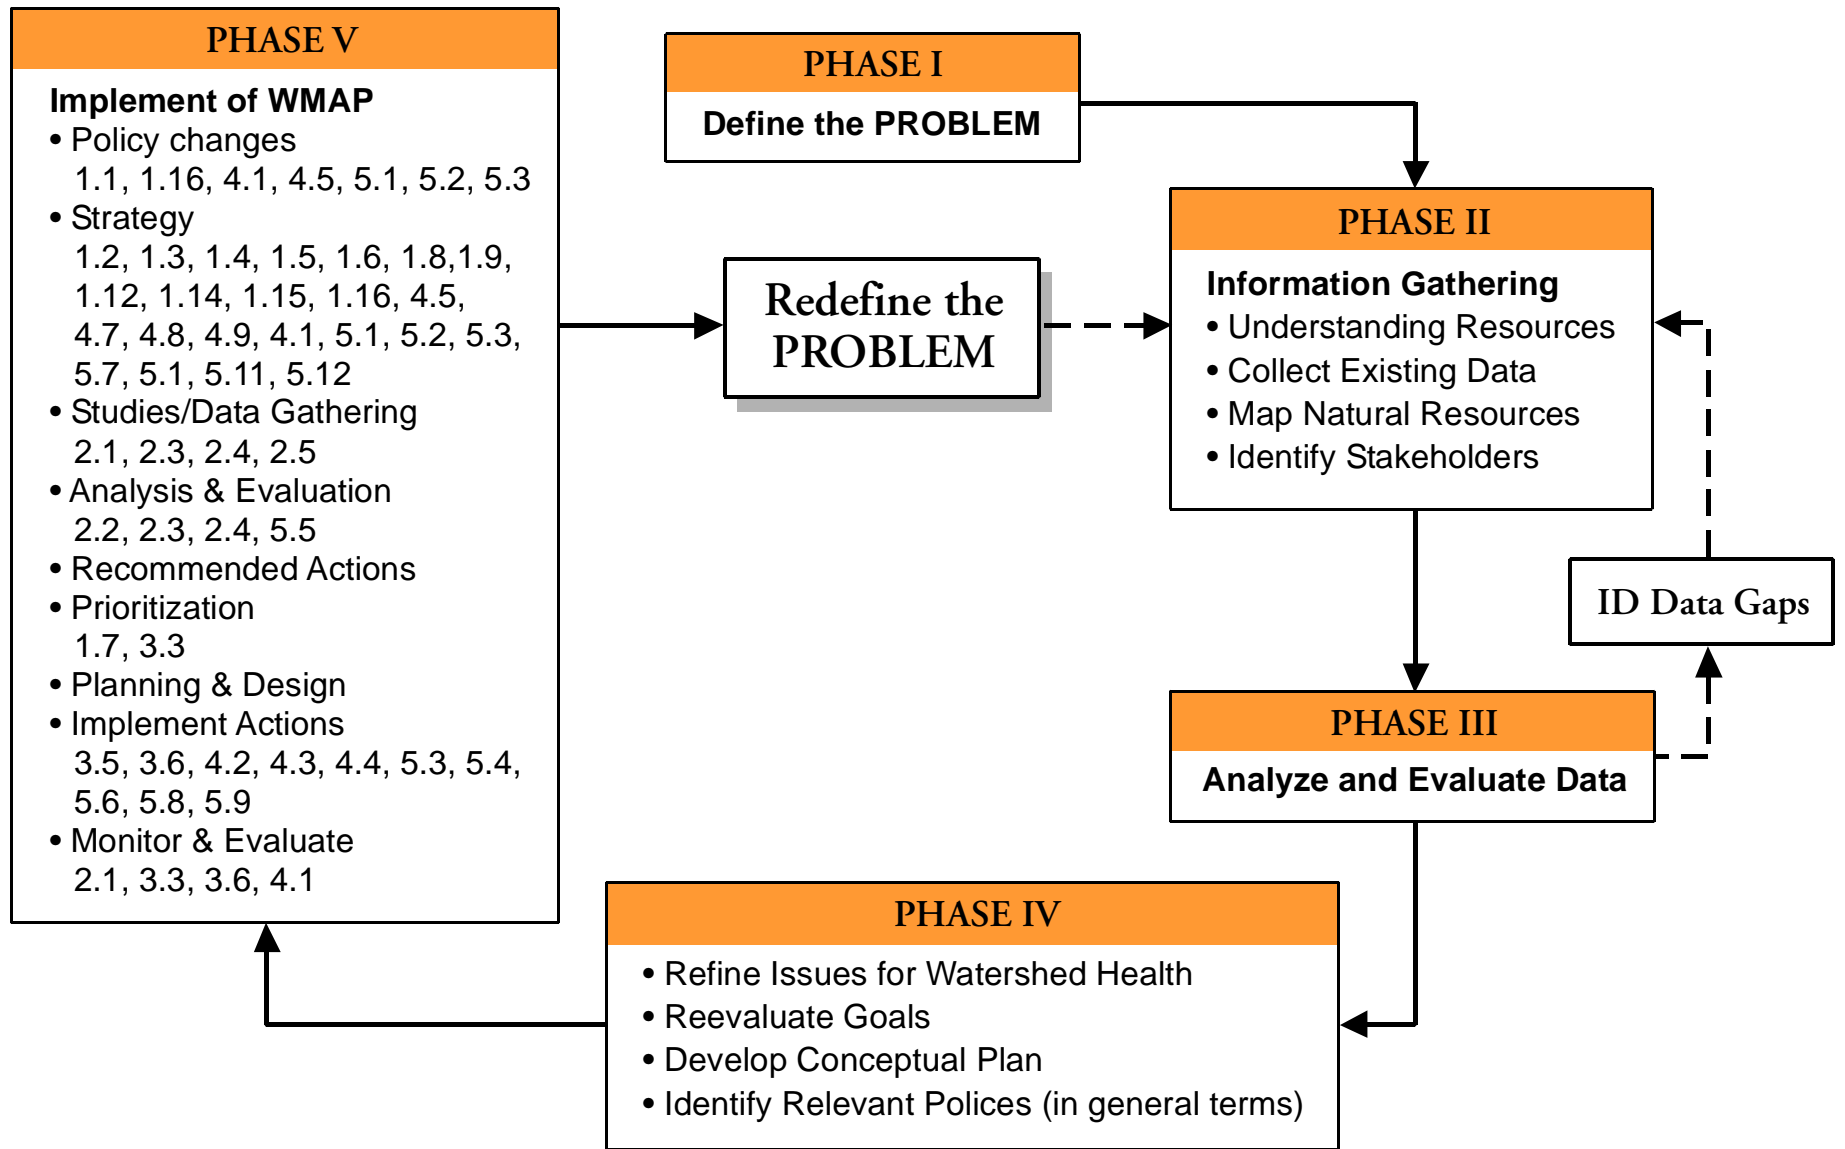 PHASE V
Implement of WMAP
• Policy changes
1.1, 1.16, 4.1, 4.5, 5.1, 5.2, 5.3
• Strategy
1.2, 1.3, 1.4, 1.5, 1.6, 1.8,1.9,
1.12, 1.14, 1.15, 1.16, 4.5,
4.7, 4.8, 4.9, 4.1, 5.1, 5.2, 5.3,
5.7, 5.1, 5.11, 5.12
• Studies/Data Gathering
2.1, 2.3, 2.4, 2.5
• Analysis & Evaluation
2.2, 2.3, 2.4, 5.5
• Recommended Actions
• Prioritization
1.7, 3.3
• Planning & Design
• Implement Actions
3.5, 3.6, 4.2, 4.3, 4.4, 5.3, 5.4,
5.6, 5.8, 5.9
• Monitor & Evaluate
2.1, 3.3, 3.6, 4.1
PHASE I
Define the PROBLEM
Redefine the
PROBLEM
PHASE II
Information Gathering
• Understanding Resources
• Collect Existing Data
• Map Natural Resources
• Identify Stakeholders
ID Data Gaps
PHASE III
Analyze and Evaluate Data
PHASE IV
• Refine Issues for Watershed Health
• Reevaluate Goals
• Develop Conceptual Plan
• Identify Relevant Polices (in general terms)